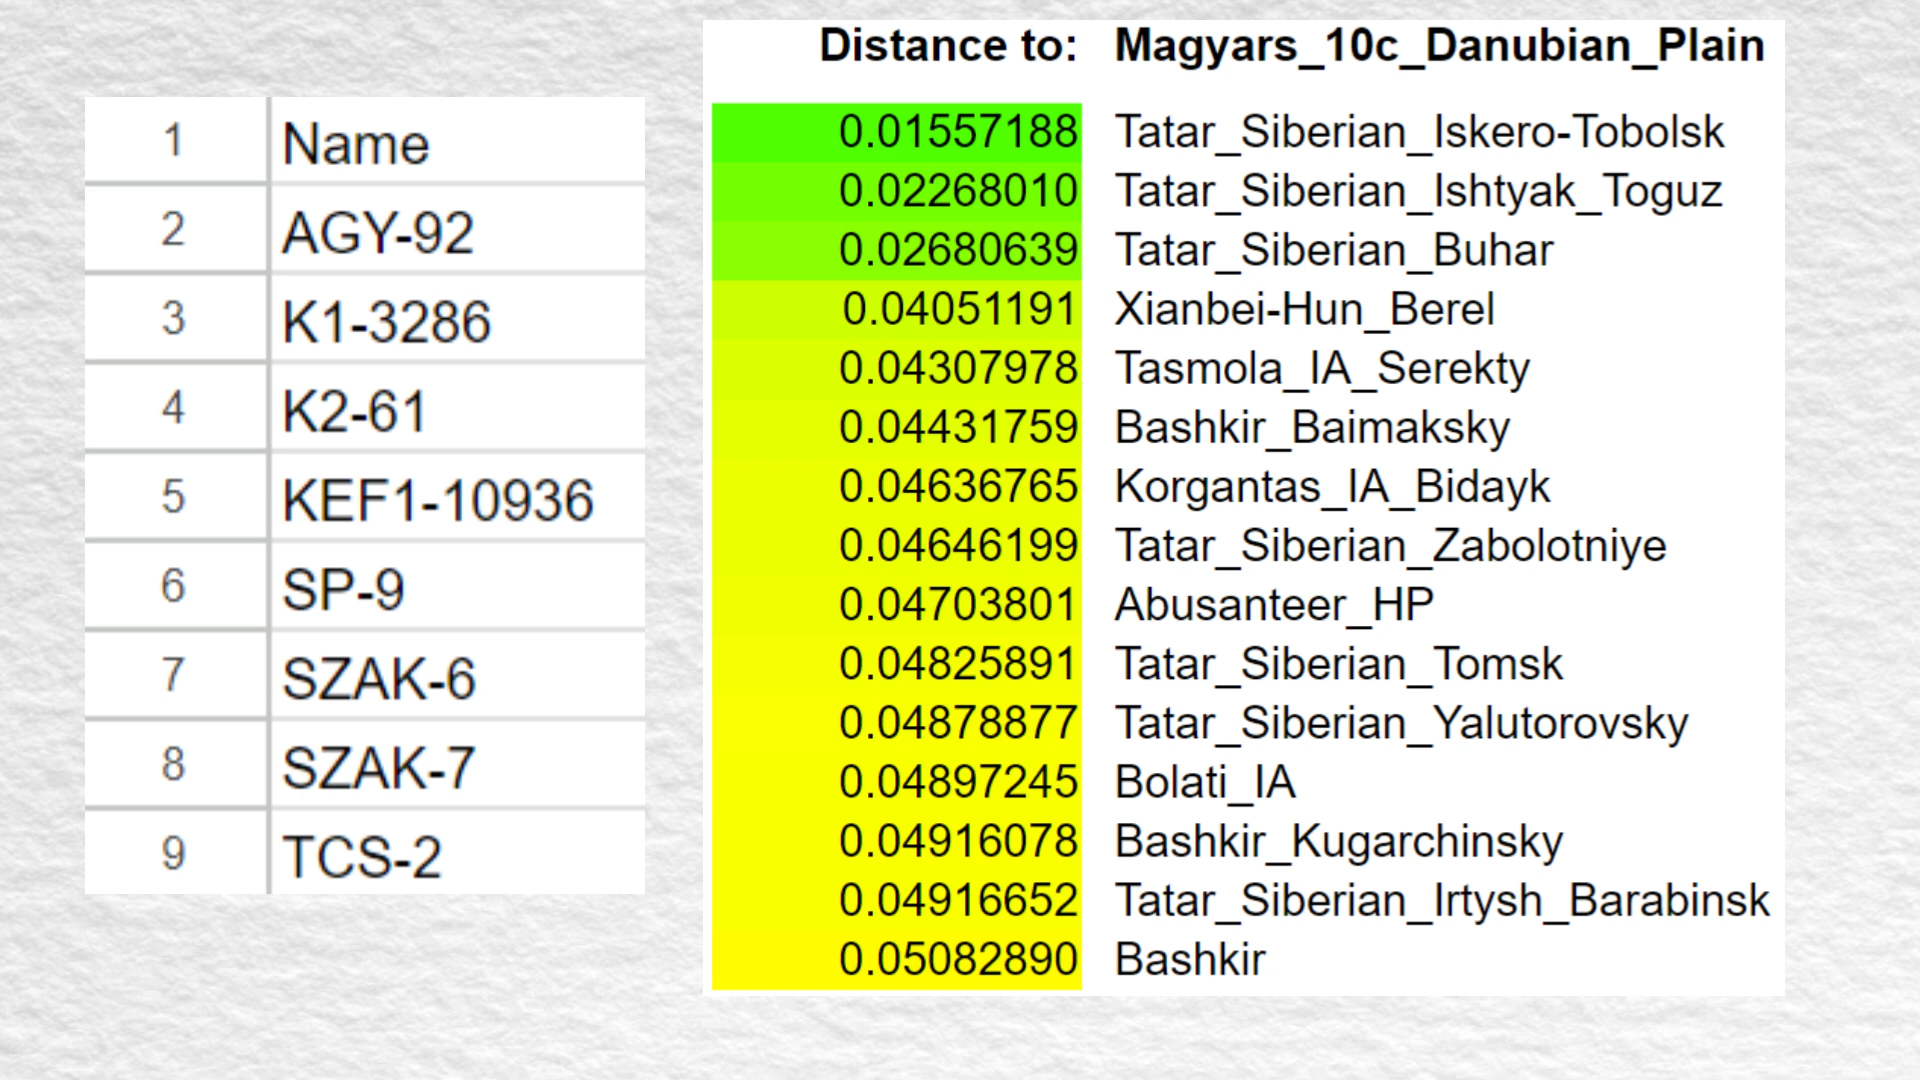 1 Name
2 AGY-92
3 K1-3286
4 K2-61
5 KEF1-10936
6 SP-9
7 SZAK-6
8 SZAK-7
9 TCS-2
Distance to: Magyars_10c_Danubian_Plain
0.01557188 Tatar_Siberian_Iskero-Tobolsk
0.02268010 Tatar_Siberian_Ishtyak_Toguz
0.02680639 Tatar_Siberian_Buhar
0.04051191 Xianbei-Hun_Berel
0.04307978 Tasmola_IA_Serekty
0.04431759 Bashkir_Baimaksky
0.04636765 Korgantas_IA_Bidayk
0.04646199 Tatar_Siberian_Zabolotniye
0.04703801 Abusanteer_HP
0.04825891 Tatar_Siberian_Tomsk
0.04878877 Tatar_Siberian_Yalutorovsky
0.04897245 Bolati_IA
0.04916078 Bashkir_Kugarchinsky
0.04916652 Tatar_Siberian_Irtysh_Barabinsk
0.05082890 Bashkir